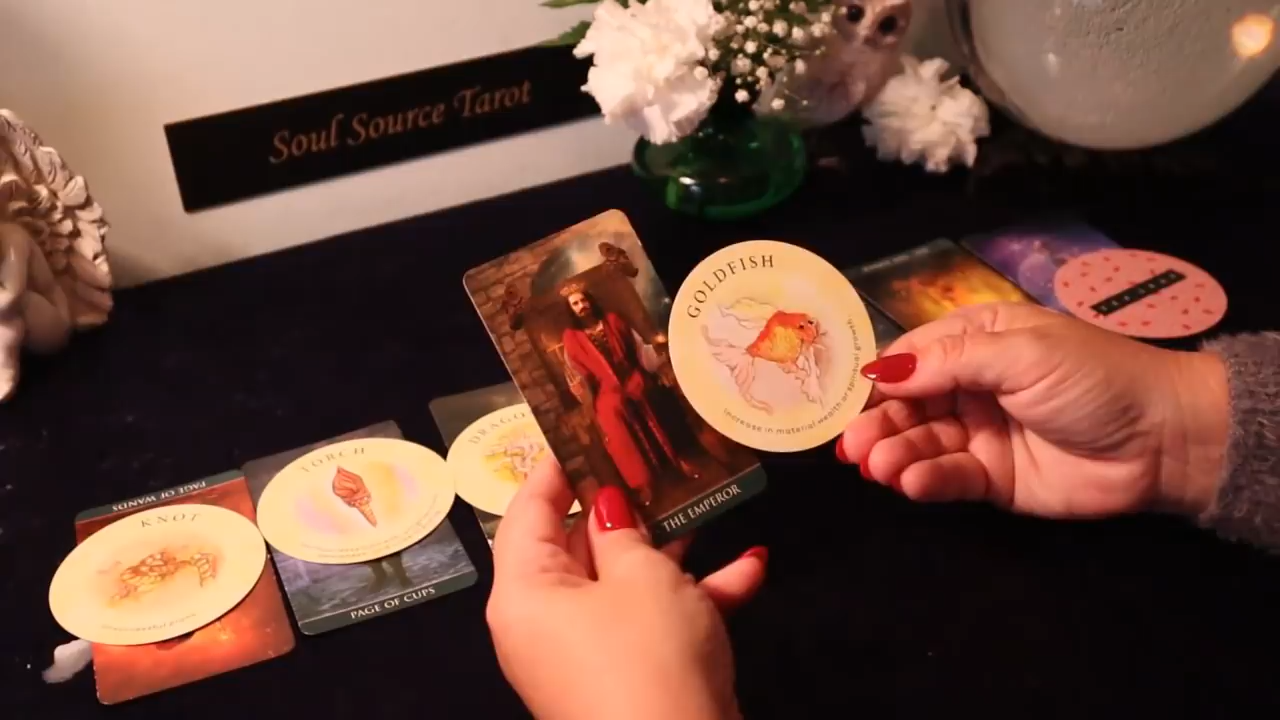 Soul Source Tarot
GOLDFISH
increase in material wealth or spiritual growth
THE EMPEROR
DRAGO
TORCH
PAGE OF CUPS
PAGE OF WANDS
KNOT